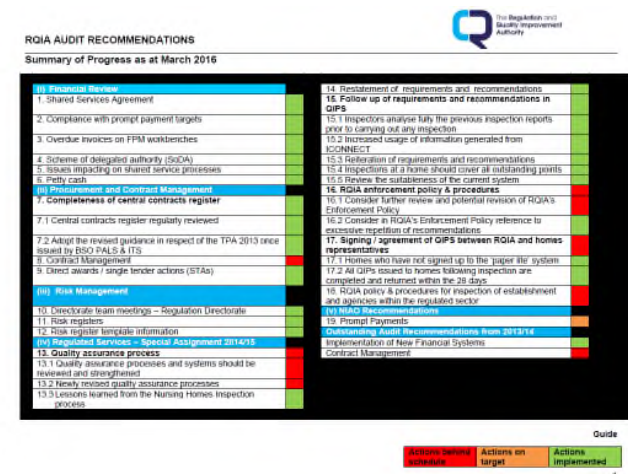 The Regulation and
Quality Improvement
Authority
RQIA AUDIT RECOMMENDATIONS
Summary of Progress as at March 2016
(i) Financial Review
1. Shared Services Agreement
2. Compliance with prompt payment targets
3. Overdue invoices on FPM workbenches
4. Scheme of delegated authority (SoDA)
5. Issues impacting on shared service processes
6. Petty cash
(ii) Procurement and Contract Management
7. Completeness of central contracts register
7.1 Central contracts register regularly reviewed
7.2 Adopt the revised guidance in respect of the TPA 2013 once
issued by BSO PALS & ITS
8. Contract Management
9. Direct awards / single tender actions (STAs)
(iii) Risk Management
10. Directorate team meetings – Regulation Directorate
11. Risk registers
12. Risk register template information
(iv) Regulated Services – Special Assignment 2014/15
13. Quality assurance process
13.1 Quality assurance processes and systems should be
reviewed and strengthened
13.2 Newly revised quality assurance processes
13.3 Lessons learned from the Nursing Homes Inspection
process
14. Restatement of requirements and recommendations
15. Follow up of requirements and recommendations in
QIPS
15.1 Inspectors analyse fully the previous inspection reports
prior to carrying out any inspection
15.2 Increased usage of information generated from
ICONNECT
15.3 Reiteration of requirements and recommendations
15.4 Inspections at a home should cover all outstanding points
15.5 Review the suitableness of the current system
16. RQIA enforcement policy & procedures
16.1 Consider further review and potential revision of RQIA's
Enforcement Policy
16.2 Consider in RQIA's Enforcement Policy reference to
excessive repetition of recommendations
17. Signing / agreement of QIPS between RQIA and homes
representatives
17.1 Homes who have not signed up to the 'paper lite' system
17.2 All QIPs issued to homes following inspection are
completed and returned within the 28 days
18. RQIA policy & procedures for inspection of establishment
and agencies within the regulated sector
(v) NIAO Recommendations
19. Prompt Payments
Outstanding Audit Recommendations from 2013/14
Implementation of New Financial Systems
Contract Management
Guide
Actions behind
schedule
Actions on
target
Actions
implemented